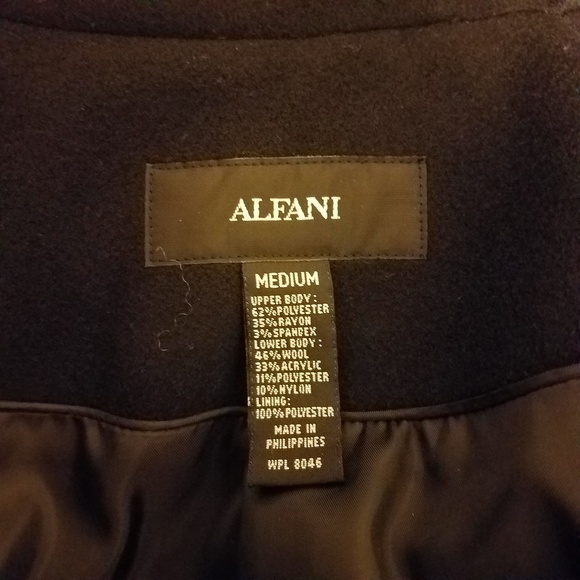 ALFANI
MEDIUM
UPPER BODY:
62%POLYESTER
35%RAYON
3%SPANDEX
LOWER BODY:
46%WOOL
33%ACRYLIC
11%POLYESTER
10%NYLON
LINING:
100%POLYESTER
MADE IN
PHILIPPINES
WPL 8046